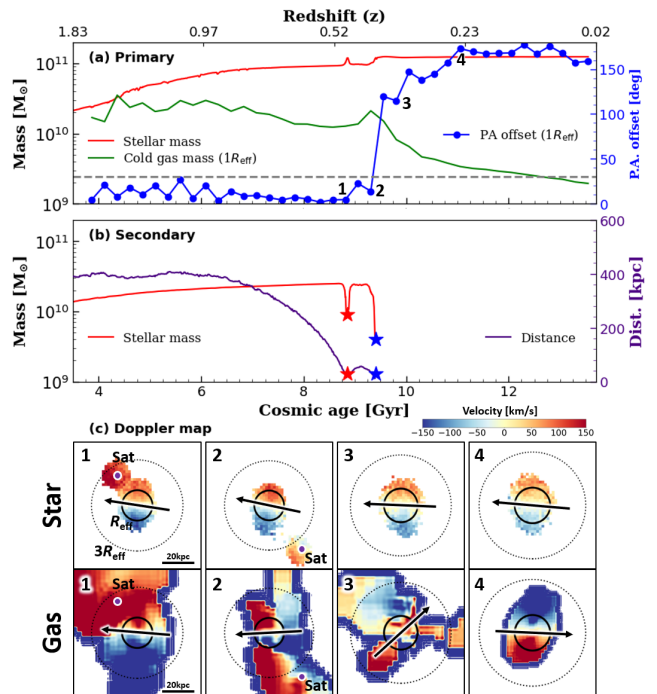 Redshift (z)
1.83 0.97 0.52 0.23 0.02
(a) Primary
10¹¹
10¹⁰
10⁹
Mass [M⊙]
Stellar mass
Cold gas mass (1Reff)
PA offset (1Reff)
1 2 3 4
150
100
50
0
P.A. offset [deg]
(b) Secondary
10¹¹
10¹⁰
10⁹
Mass [M⊙]
Stellar mass
Distance
600
400
200
0
Dist. [kpc]
4 6 8 10 12
Cosmic age [Gyr]
Velocity [km/s]
(c) Doppler map
−150 −100 −50 0 50 100 150
Star
1 Sat
Reff
3Reff
20kpc
2
Sat
3
4
Gas
1 Sat
20kpc
2
Sat
3
4